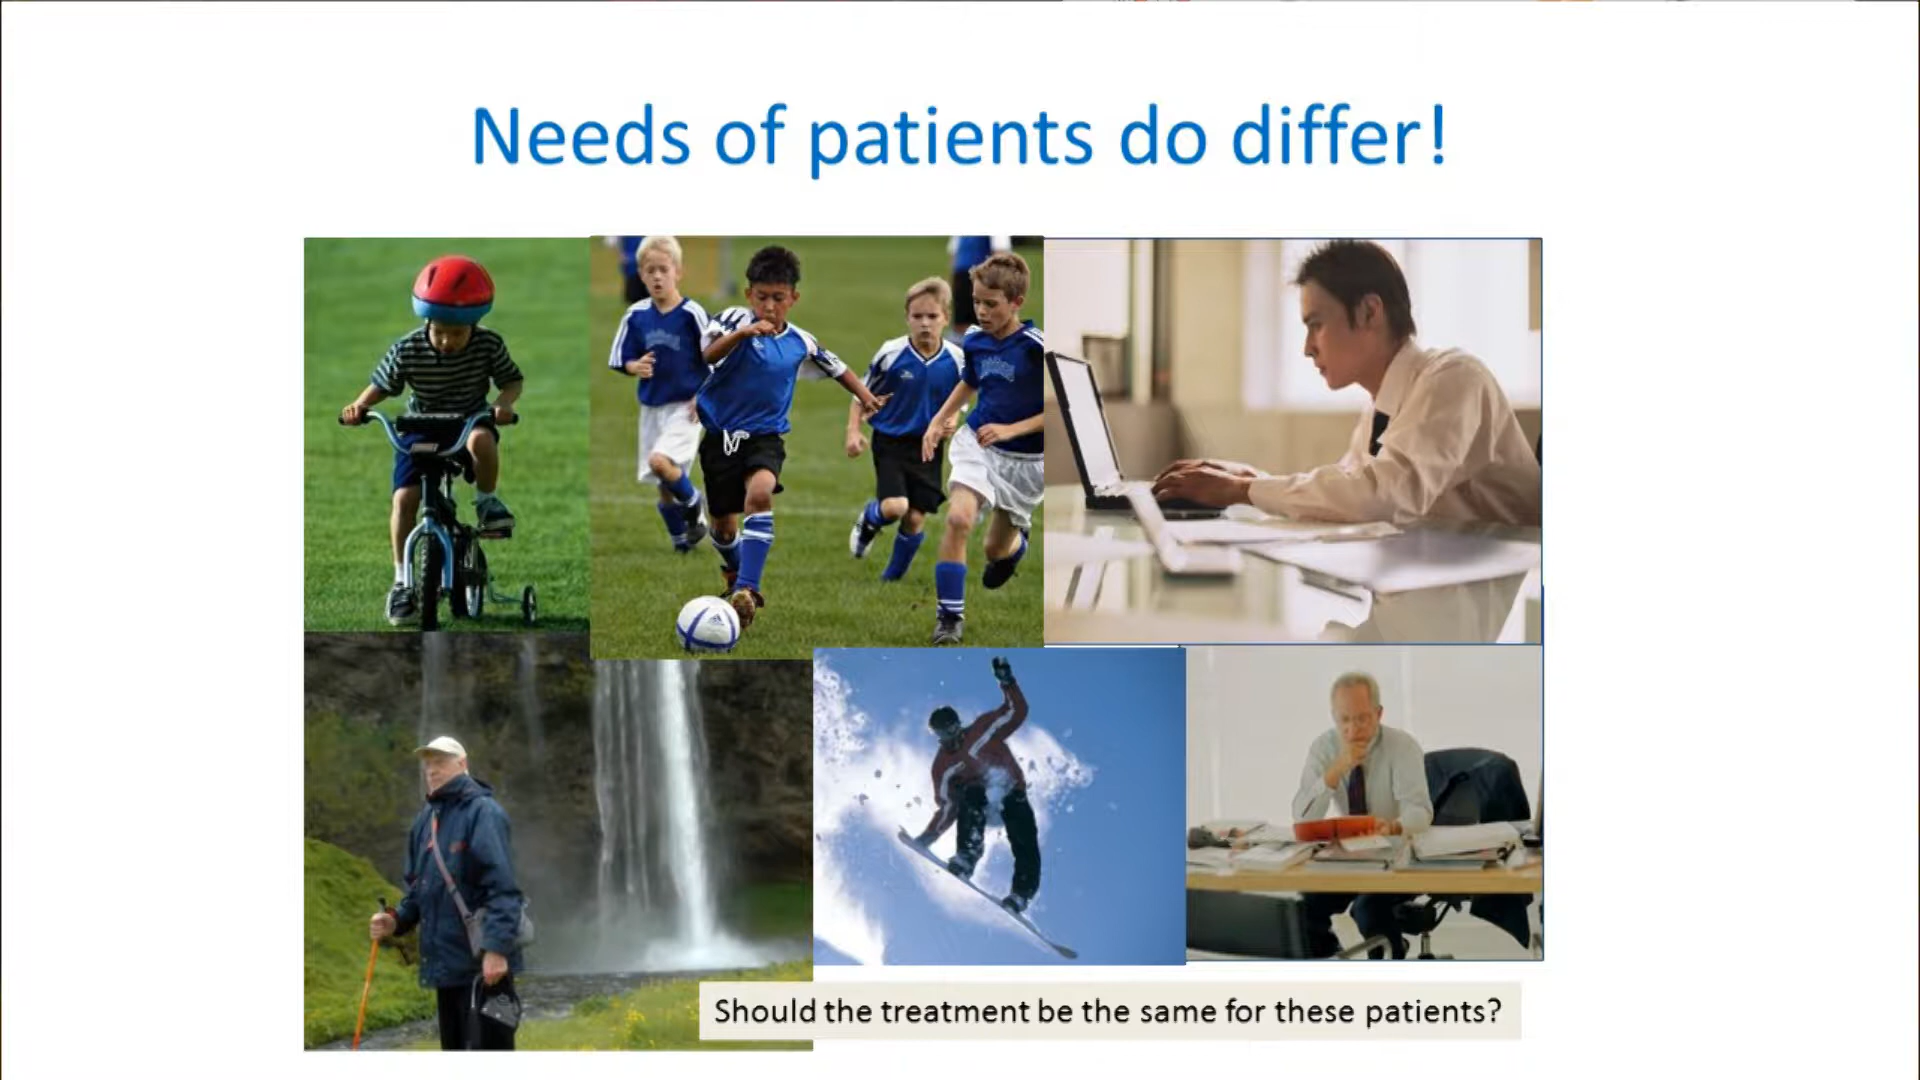 Needs of patients do differ!
Should the treatment be the same for these patients?